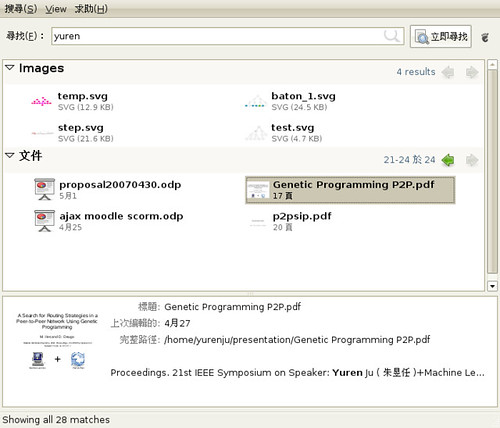 搜尋(S) View 求助(H)
尋找(F)： yuren 立即尋找
Images 4 results
temp.svg
SVG (12.9 KB)
baton_1.svg
SVG (24.5 KB)
step.svg
SVG (21.6 KB)
test.svg
SVG (4.7 KB)
文件 21-24 於 24
proposal20070430.odp
5月1
Genetic Programming P2P.pdf
17 頁
ajax moodle scorm.odp
4月25
p2psip.pdf
20 頁
A Search for Routing Strategies in a
Peer-to-Peer Network Using Genetic
Programming
標題: Genetic Programming P2P.pdf
上次編輯的: 4月27
完整路徑: /home/yurenju/presentation/Genetic Programming P2P.pdf
Proceedings. 21st IEEE Symposium on Speaker: Yuren Ju ( 朱昱任 )+Machine Le...
Showing all 28 matches